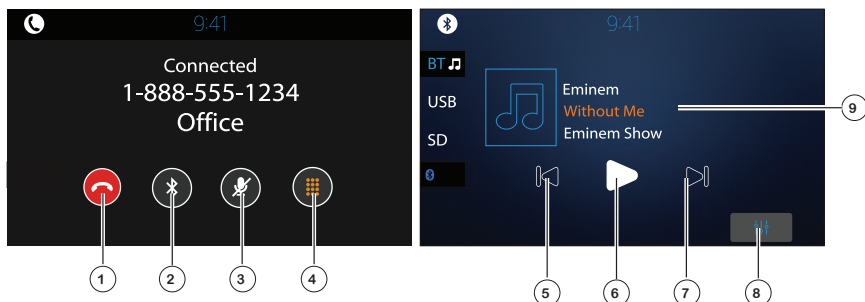 9:41
Connected
1-888-555-1234
Office
1
2
3
4
9:41
BT
USB
SD
Eminem
Without Me
Eminem Show
9
5
6
7
8